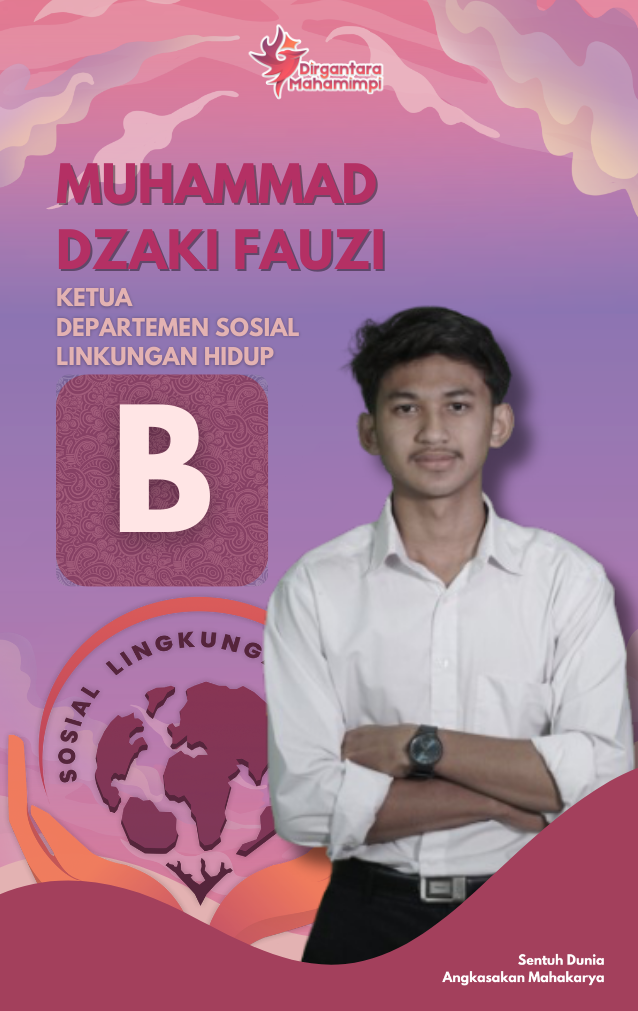 Dirgantara
Mahamimpi
MUHAMMAD
DZAKI FAUZI
KETUA
DEPARTEMEN SOSIAL
LINKUNGAN HIDUP
B
SOSIAL LINGKUNG
Sentuh Dunia
Angkasakan Mahakarya